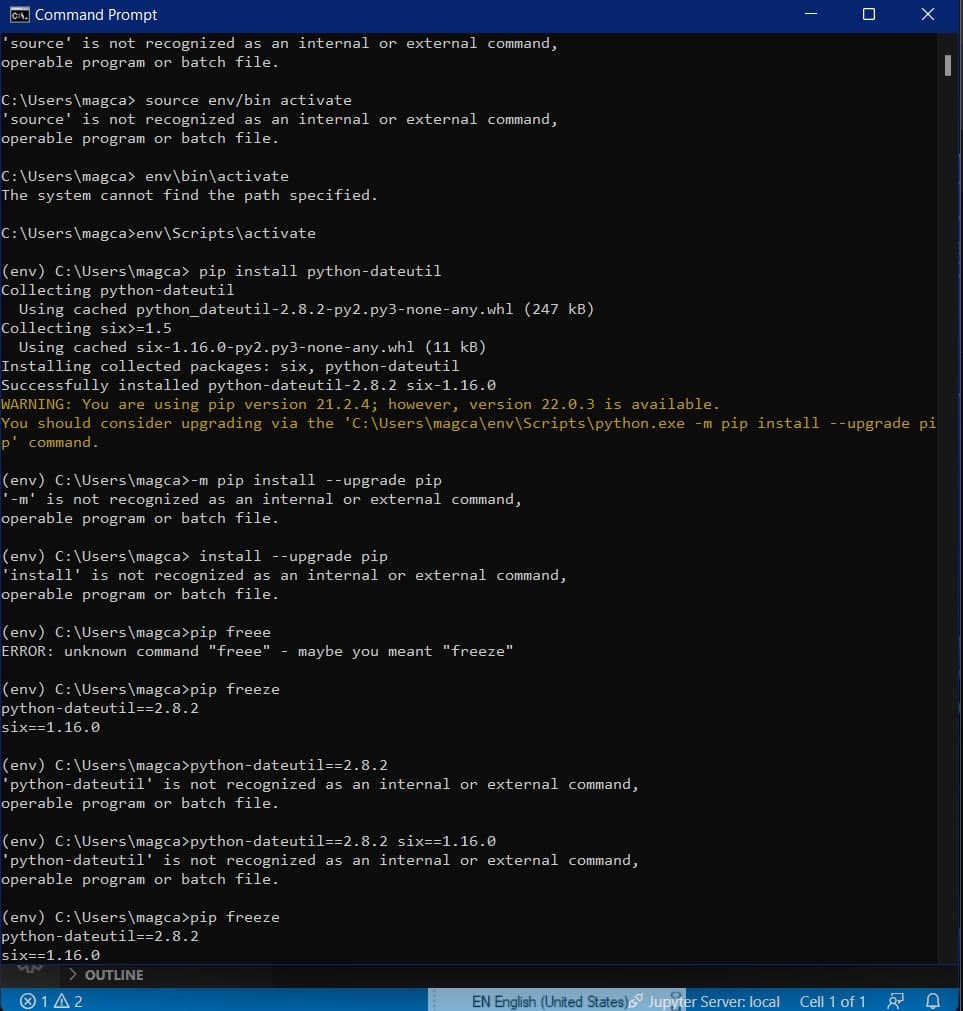 Command Prompt
'source' is not recognized as an internal or external command,
operable program or batch file.
C:\Users\magca> source env/bin activate
'source' is not recognized as an internal or external command,
operable program or batch file.
C:\Users\magca> env\bin\activate
The system cannot find the path specified.
C:\Users\magca>env\Scripts\activate
(env) C:\Users\magca> pip install python-dateutil
Collecting python-dateutil
  Using cached python_dateutil-2.8.2-py2.py3-none-any.whl (247 kB)
Collecting six>=1.5
  Using cached six-1.16.0-py2.py3-none-any.whl (11 kB)
Installing collected packages: six, python-dateutil
Successfully installed python-dateutil-2.8.2 six-1.16.0
WARNING: You are using pip version 21.2.4; however, version 22.0.3 is available.
You should consider upgrading via the 'C:\Users\magca\env\Scripts\python.exe -m pip install --upgrade pi
p' command.
(env) C:\Users\magca>-m pip install --upgrade pip
'-m' is not recognized as an internal or external command,
operable program or batch file.
(env) C:\Users\magca> install --upgrade pip
'install' is not recognized as an internal or external command,
operable program or batch file.
(env) C:\Users\magca>pip freee
ERROR: unknown command "freee" - maybe you meant "freeze"
(env) C:\Users\magca>pip freeze
python-dateutil==2.8.2
six==1.16.0
(env) C:\Users\magca>python-dateutil==2.8.2
'python-dateutil' is not recognized as an internal or external command,
operable program or batch file.
(env) C:\Users\magca>python-dateutil==2.8.2 six==1.16.0
'python-dateutil' is not recognized as an internal or external command,
operable program or batch file.
(env) C:\Users\magca>pip freeze
python-dateutil==2.8.2
six==1.16.0
> OUTLINE
1 2 EN English (United States) Jupyter Server: local Cell 1 of 1